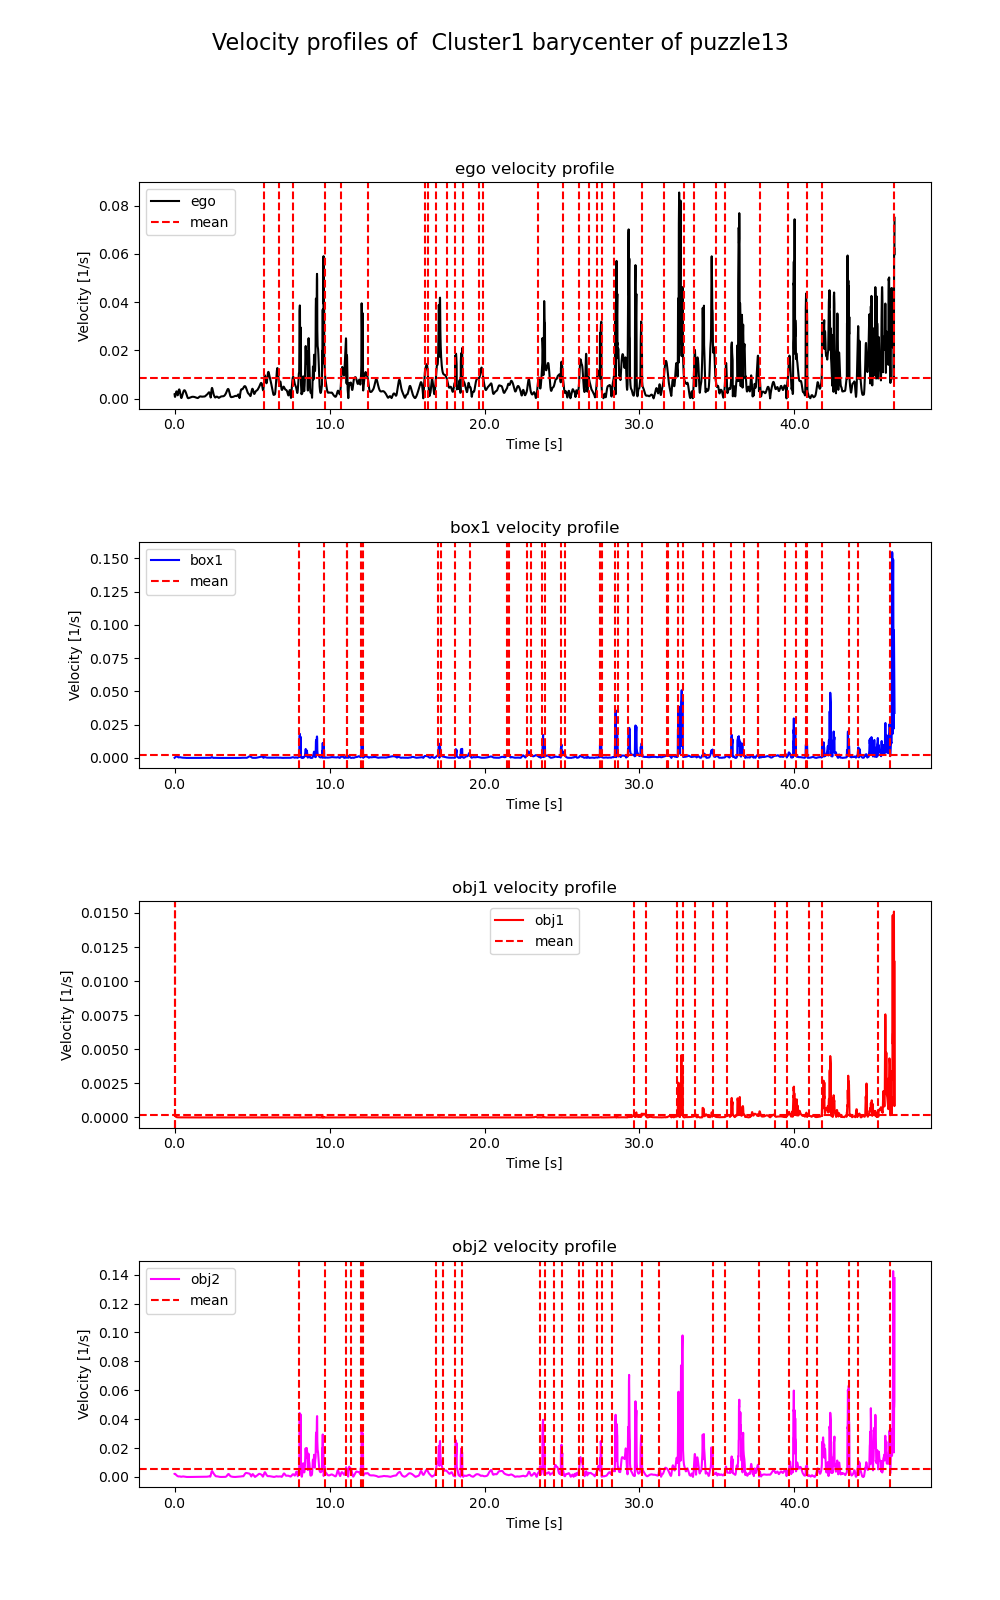 Velocity profiles of  Cluster1 barycenter of puzzle13
ego velocity profile
ego
mean
Velocity [1/s]
0.08
0.06
0.04
0.02
0.00
0.0 10.0 20.0 30.0 40.0
Time [s]
box1 velocity profile
box1
mean
Velocity [1/s]
0.150
0.125
0.100
0.075
0.050
0.025
0.000
0.0 10.0 20.0 30.0 40.0
Time [s]
obj1 velocity profile
obj1
mean
Velocity [1/s]
0.0150
0.0125
0.0100
0.0075
0.0050
0.0025
0.0000
0.0 10.0 20.0 30.0 40.0
Time [s]
obj2 velocity profile
obj2
mean
Velocity [1/s]
0.14
0.12
0.10
0.08
0.06
0.04
0.02
0.00
0.0 10.0 20.0 30.0 40.0
Time [s]